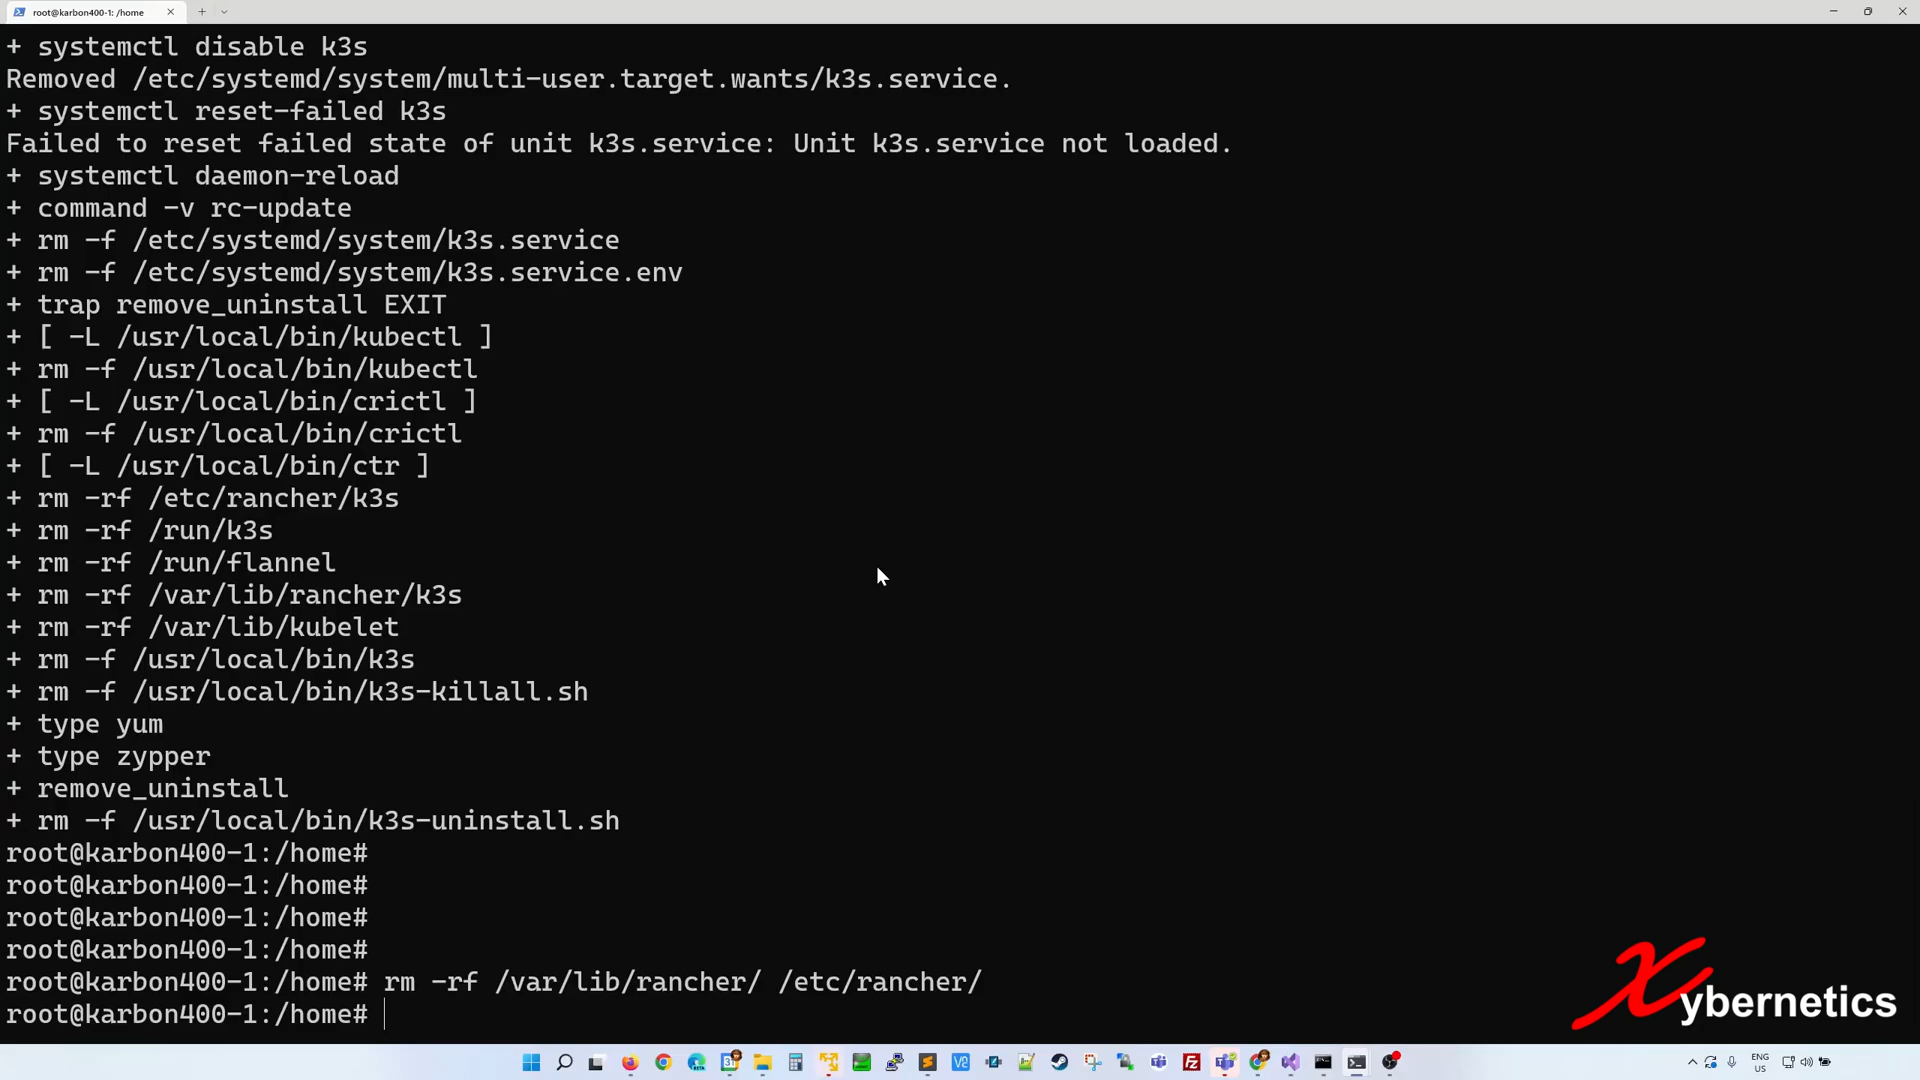 root@karbon400-1: /home
+ systemctl disable k3s
Removed /etc/systemd/system/multi-user.target.wants/k3s.service.
+ systemctl reset-failed k3s
Failed to reset failed state of unit k3s.service: Unit k3s.service not loaded.
+ systemctl daemon-reload
+ command -v rc-update
+ rm -f /etc/systemd/system/k3s.service
+ rm -f /etc/systemd/system/k3s.service.env
+ trap remove_uninstall EXIT
+ [ -L /usr/local/bin/kubectl ]
+ rm -f /usr/local/bin/kubectl
+ [ -L /usr/local/bin/crictl ]
+ rm -f /usr/local/bin/crictl
+ [ -L /usr/local/bin/ctr ]
+ rm -rf /etc/rancher/k3s
+ rm -rf /run/k3s
+ rm -rf /run/flannel
+ rm -rf /var/lib/rancher/k3s
+ rm -rf /var/lib/kubelet
+ rm -f /usr/local/bin/k3s
+ rm -f /usr/local/bin/k3s-killall.sh
+ type yum
+ type zypper
+ remove_uninstall
+ rm -f /usr/local/bin/k3s-uninstall.sh
root@karbon400-1:/home#
root@karbon400-1:/home#
root@karbon400-1:/home#
root@karbon400-1:/home#
root@karbon400-1:/home# rm -rf /var/lib/rancher/ /etc/rancher/
root@karbon400-1:/home#
Xybernetics
ENG
US